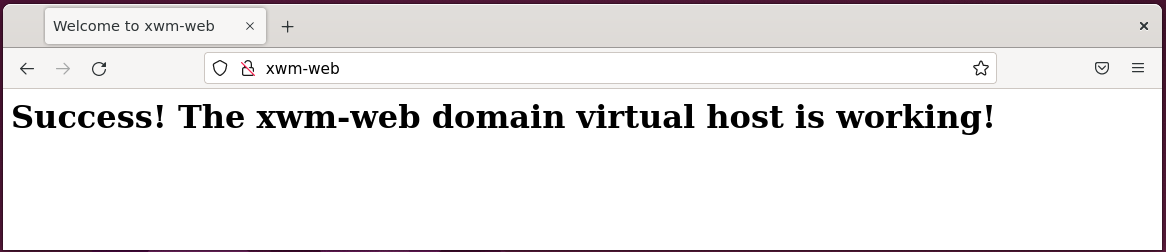 Welcome to xwm-web
xwm-web
Success! The xwm-web domain virtual host is working!